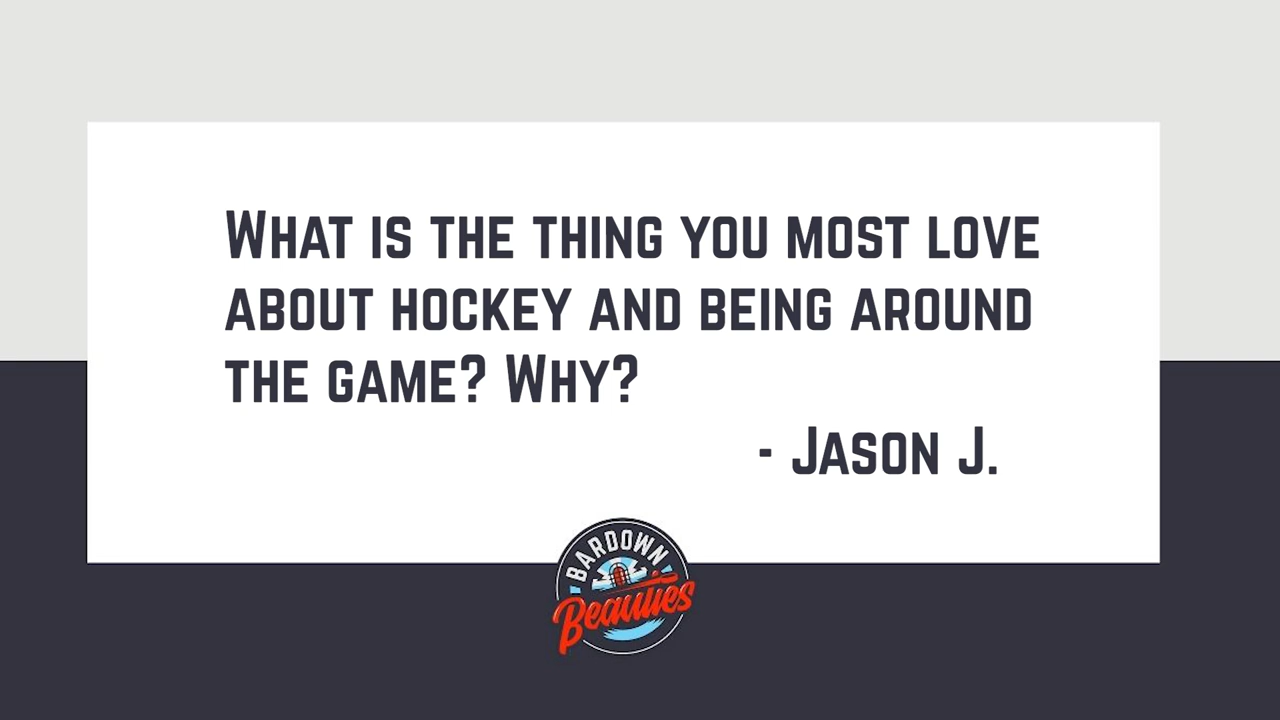 What is the thing you most love
about hockey and being around
the game? Why?
- Jason J.
BARDOWN
Beauties